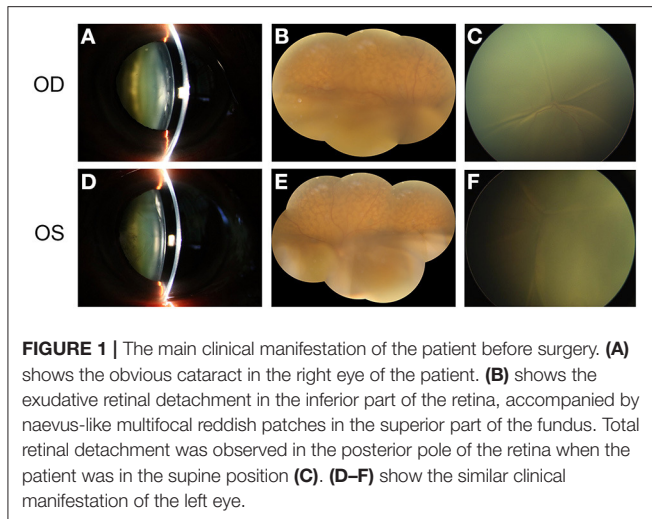 A B C
OD
D E F
OS
FIGURE 1 | The main clinical manifestation of the patient before surgery. (A)
shows the obvious cataract in the right eye of the patient. (B) shows the
exudative retinal detachment in the inferior part of the retina, accompanied by
naevus-like multifocal reddish patches in the superior part of the fundus. Total
retinal detachment was observed in the posterior pole of the retina when the
patient was in the supine position (C). (D–F) show the similar clinical
manifestation of the left eye.